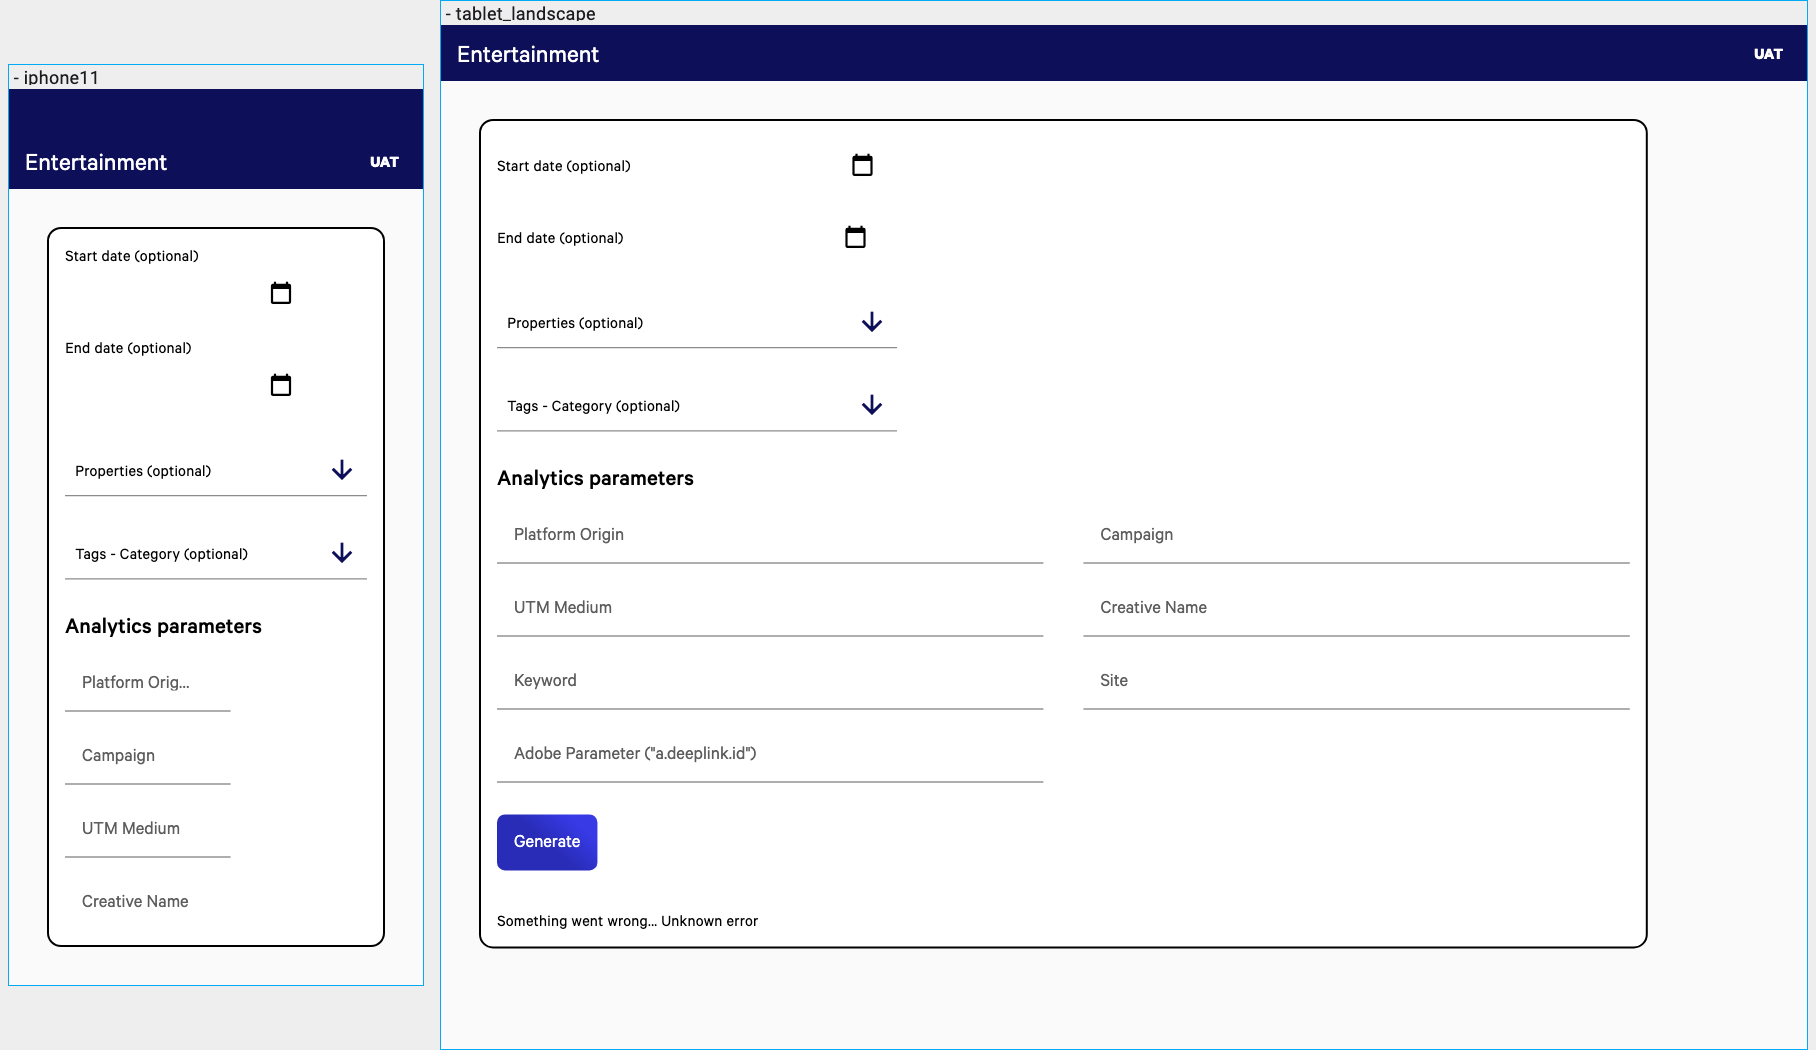 - iphone11
Entertainment
UAT
Start date (optional)
End date (optional)
Properties (optional)
Tags - Category (optional)
Analytics parameters
Platform Orig...
Campaign
UTM Medium
Creative Name
- tablet_landscape
Entertainment
UAT
Start date (optional)
End date (optional)
Properties (optional)
Tags - Category (optional)
Analytics parameters
Platform Origin
Campaign
UTM Medium
Creative Name
Keyword
Site
Adobe Parameter ("a.deeplink.id")
Generate
Something went wrong... Unknown error